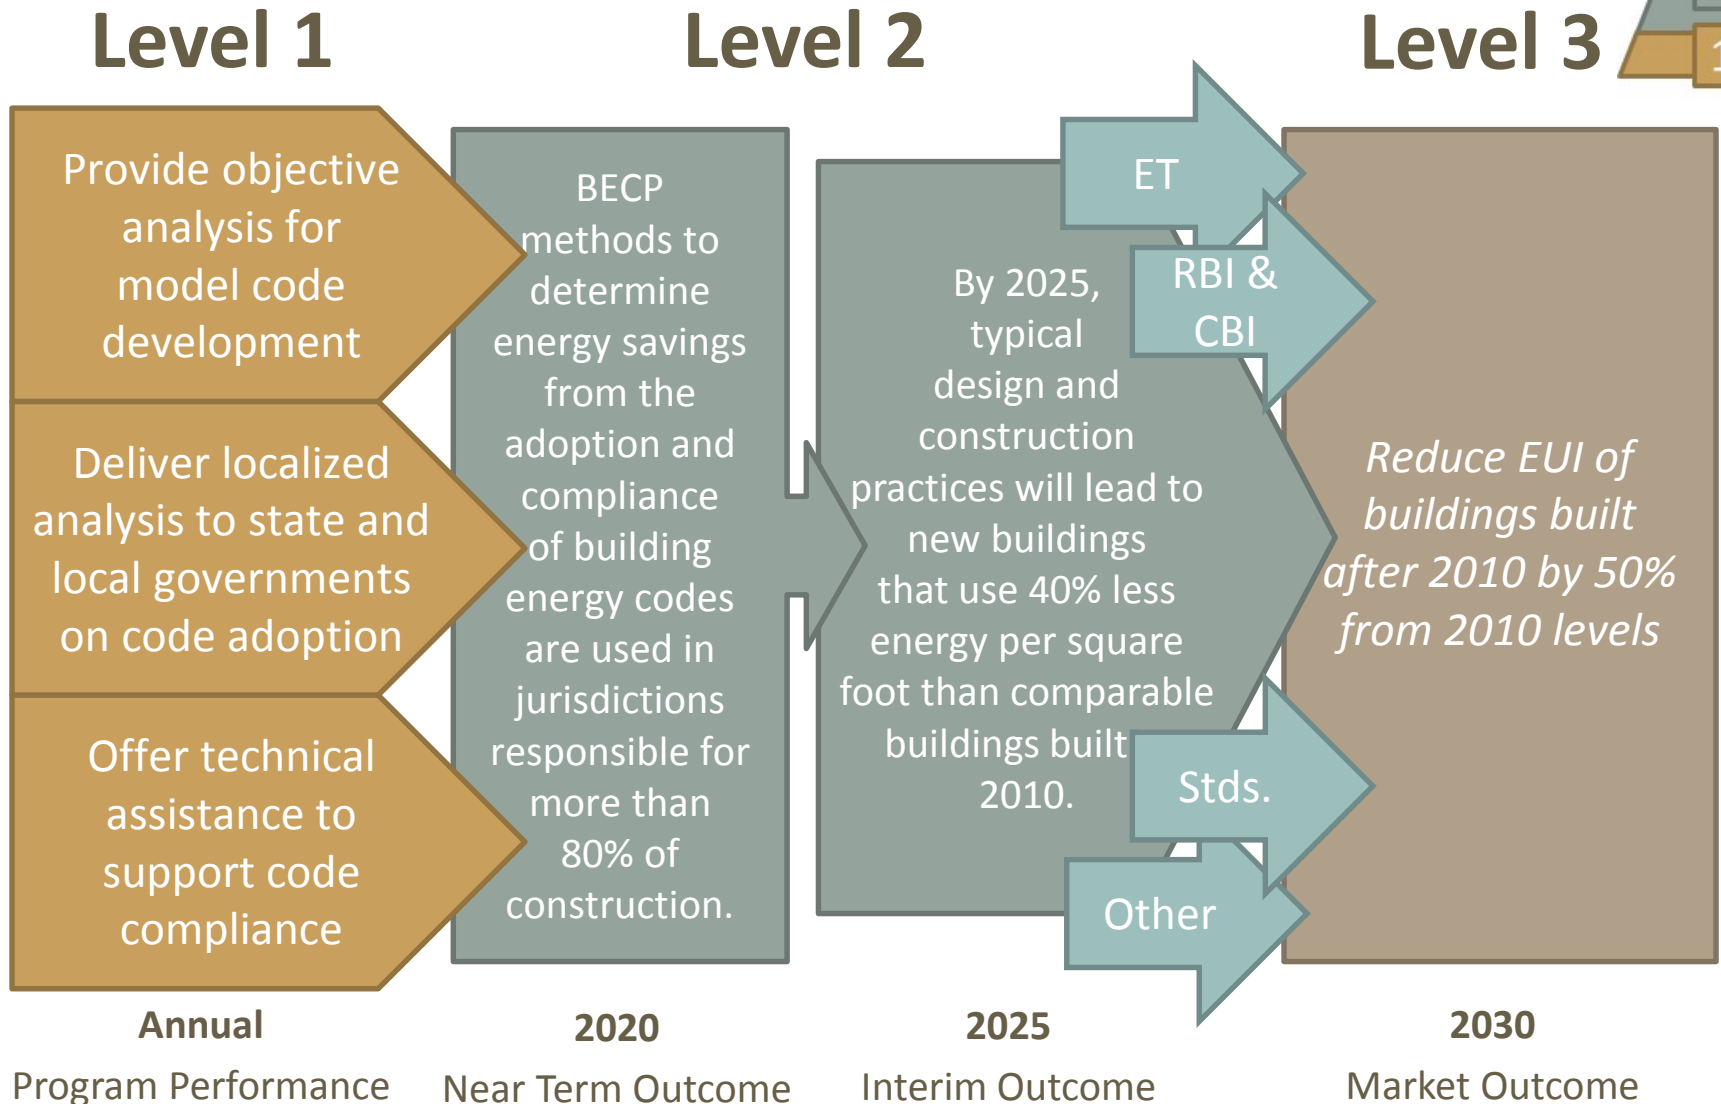 Level 1
Level 2
Level 3
1
Provide objective
analysis for
model code
development
Deliver localized
analysis to state and
local governments
on code adoption
Offer technical
assistance to
support code
compliance
BECP
methods to
determine
energy savings
from the
adoption and
compliance
of building
energy codes
are used in
jurisdictions
responsible for
more than
80% of
construction.
By 2025,
typical
design and
construction
practices will lead to
new buildings
that use 40% less
energy per square
foot than comparable
buildings built
2010.
ET
RBI &
CBI
Stds.
Other
Reduce EUI of
buildings built
after 2010 by 50%
from 2010 levels
Annual
Program Performance
2020
Near Term Outcome
2025
Interim Outcome
2030
Market Outcome